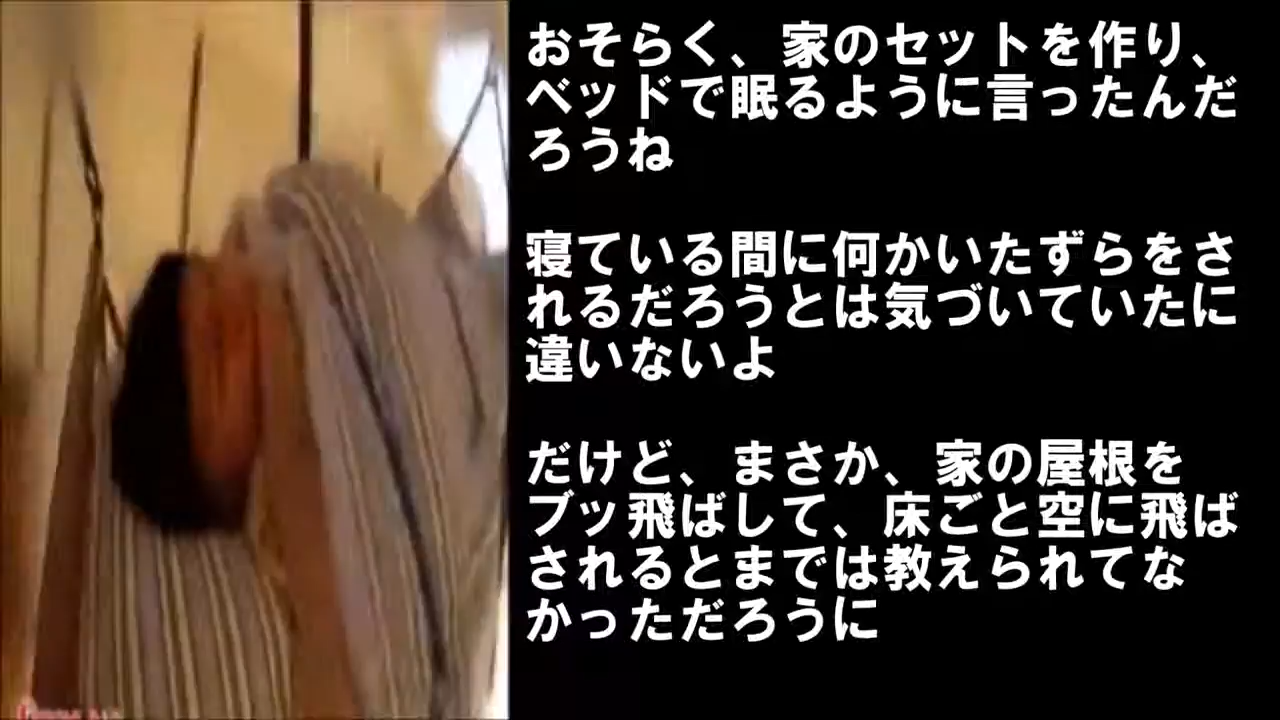 おそらく、家のセットを作り、
ベッドで眠るように言ったんだ
ろうね
寝ている間に何かいたずらをさ
れるだろうとは気づいていたに
違いないよ
だけど、まさか、家の屋根を
ブッ飛ばして、床ごと空に飛ば
されるとまでは教えられてな
かっただろうに